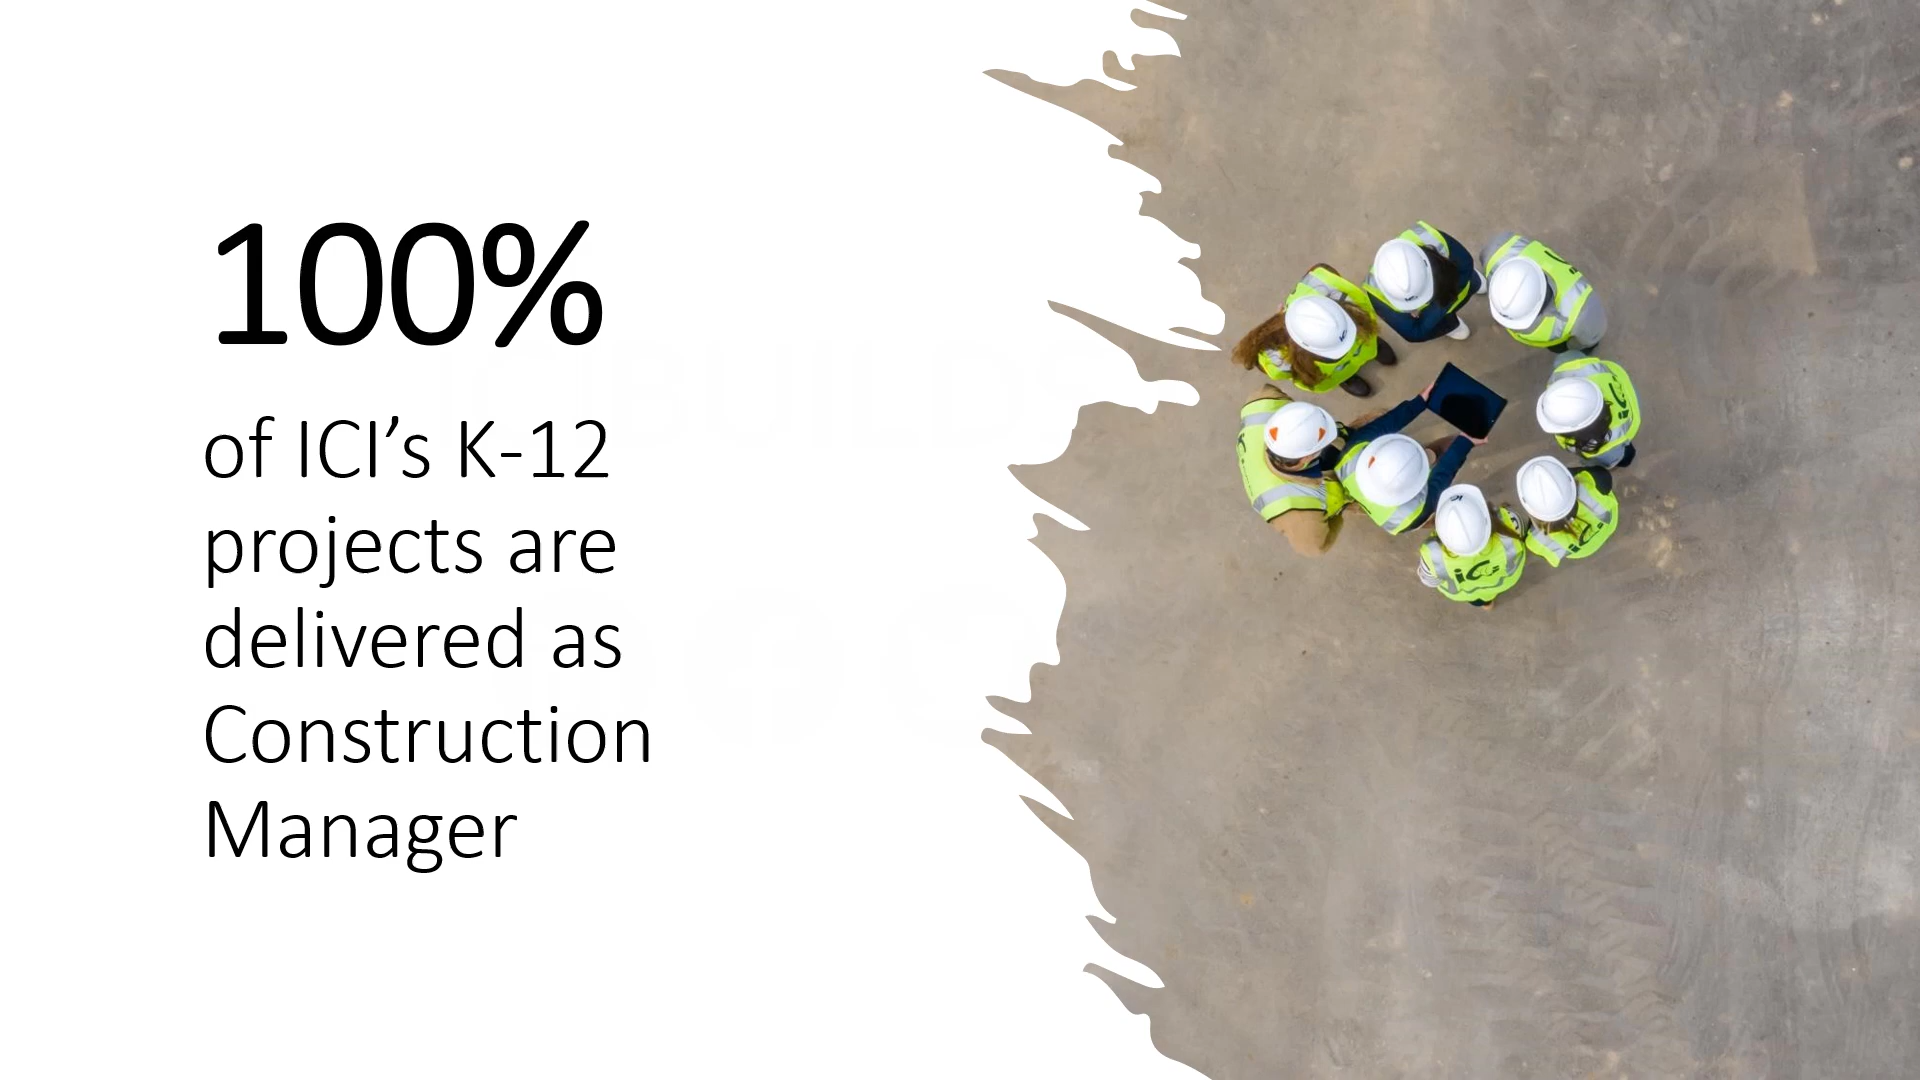 100%
of ICI’s K-12
projects are
delivered as
Construction
Manager